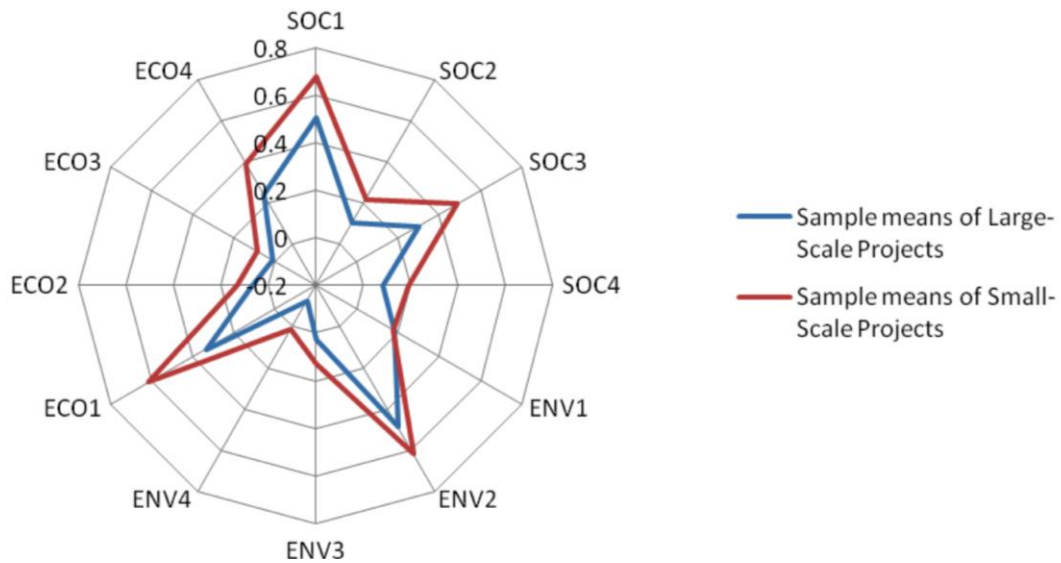 SOC1
0.8
ECO4
SOC2
0.6
ECO3
0.4
SOC3
0.2
0
ECO2
-0.2
SOC4
ECO1
ENV1
ENV4
ENV2
ENV3
Sample means of Large-
Scale Projects
Sample means of Small-
Scale Projects